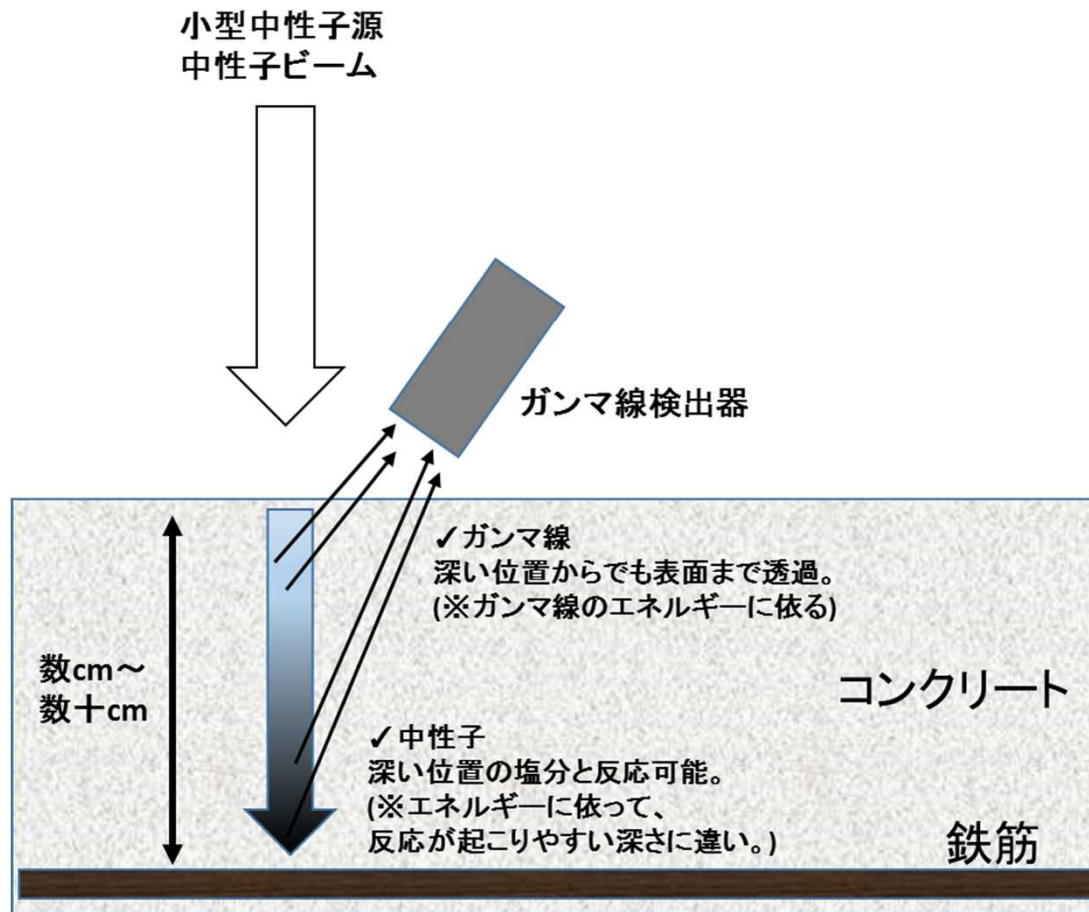 小型中性子源
中性子ビーム
ガンマ線検出器
✓ガンマ線
深い位置からでも表面まで透過。
(※ガンマ線のエネルギーに依る)
数cm～
数十cm
コンクリート
✓中性子
深い位置の塩分と反応可能。
(※エネルギーに依って、
反応が起こりやすい深さに違い。)
鉄筋